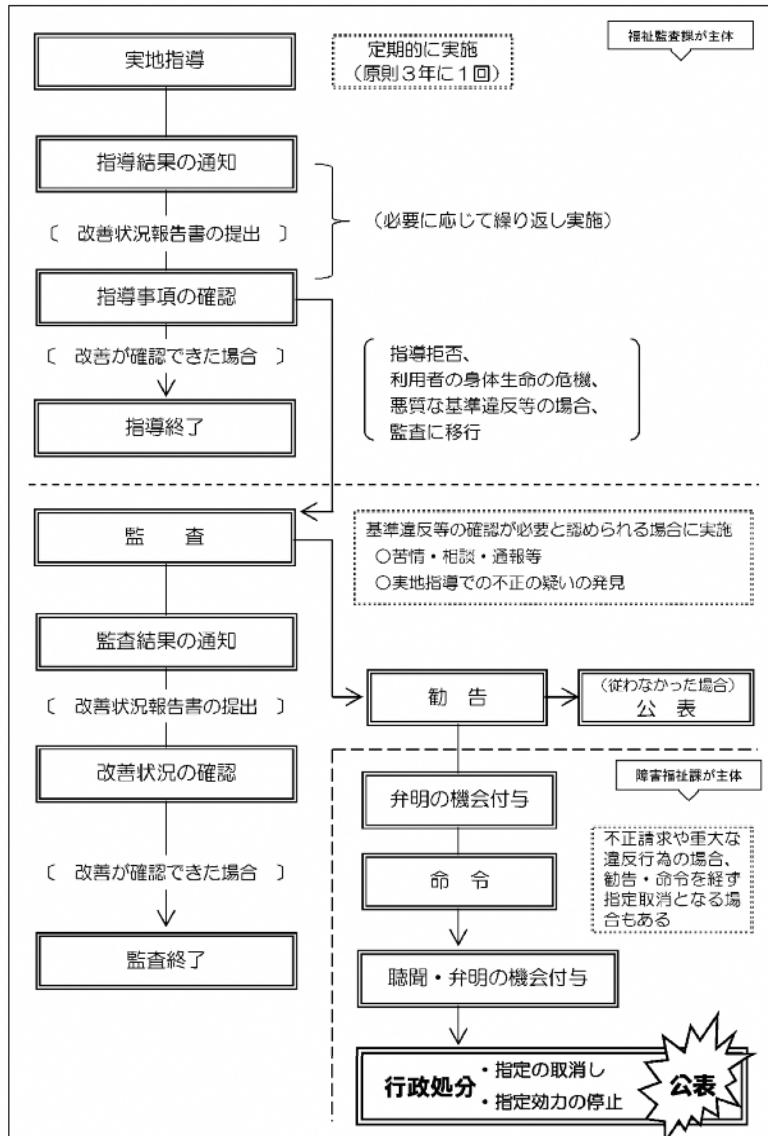 実地指導
定期的に実施
（原則３年に１回）
福祉監査課が主体
指導結果の通知
〔　改善状況報告書の提出　〕
（必要に応じて繰り返し実施）
指導事項の確認
〔　改善が確認できた場合　〕
指導拒否、
利用者の身体生命の危機、
悪質な基準違反等の場合、
監査に移行
指導終了
監　査
基準違反等の確認が必要と認められる場合に実施
○苦情・相談・通報等
○実地指導での不正の疑いの発見
監査結果の通知
〔　改善状況報告書の提出　〕
勧 告
（従わなかった場合）
公 表
改善状況の確認
障害福祉課が主体
弁明の機会付与
不正請求や重大な
違反行為の場合、
勧告・命令を経ず
指定取消となる場
合もある
〔　改善が確認できた場合　〕
命 令
監査終了
聴聞・弁明の機会付与
行政処分
・指定の取消し
・指定効力の停止
公表